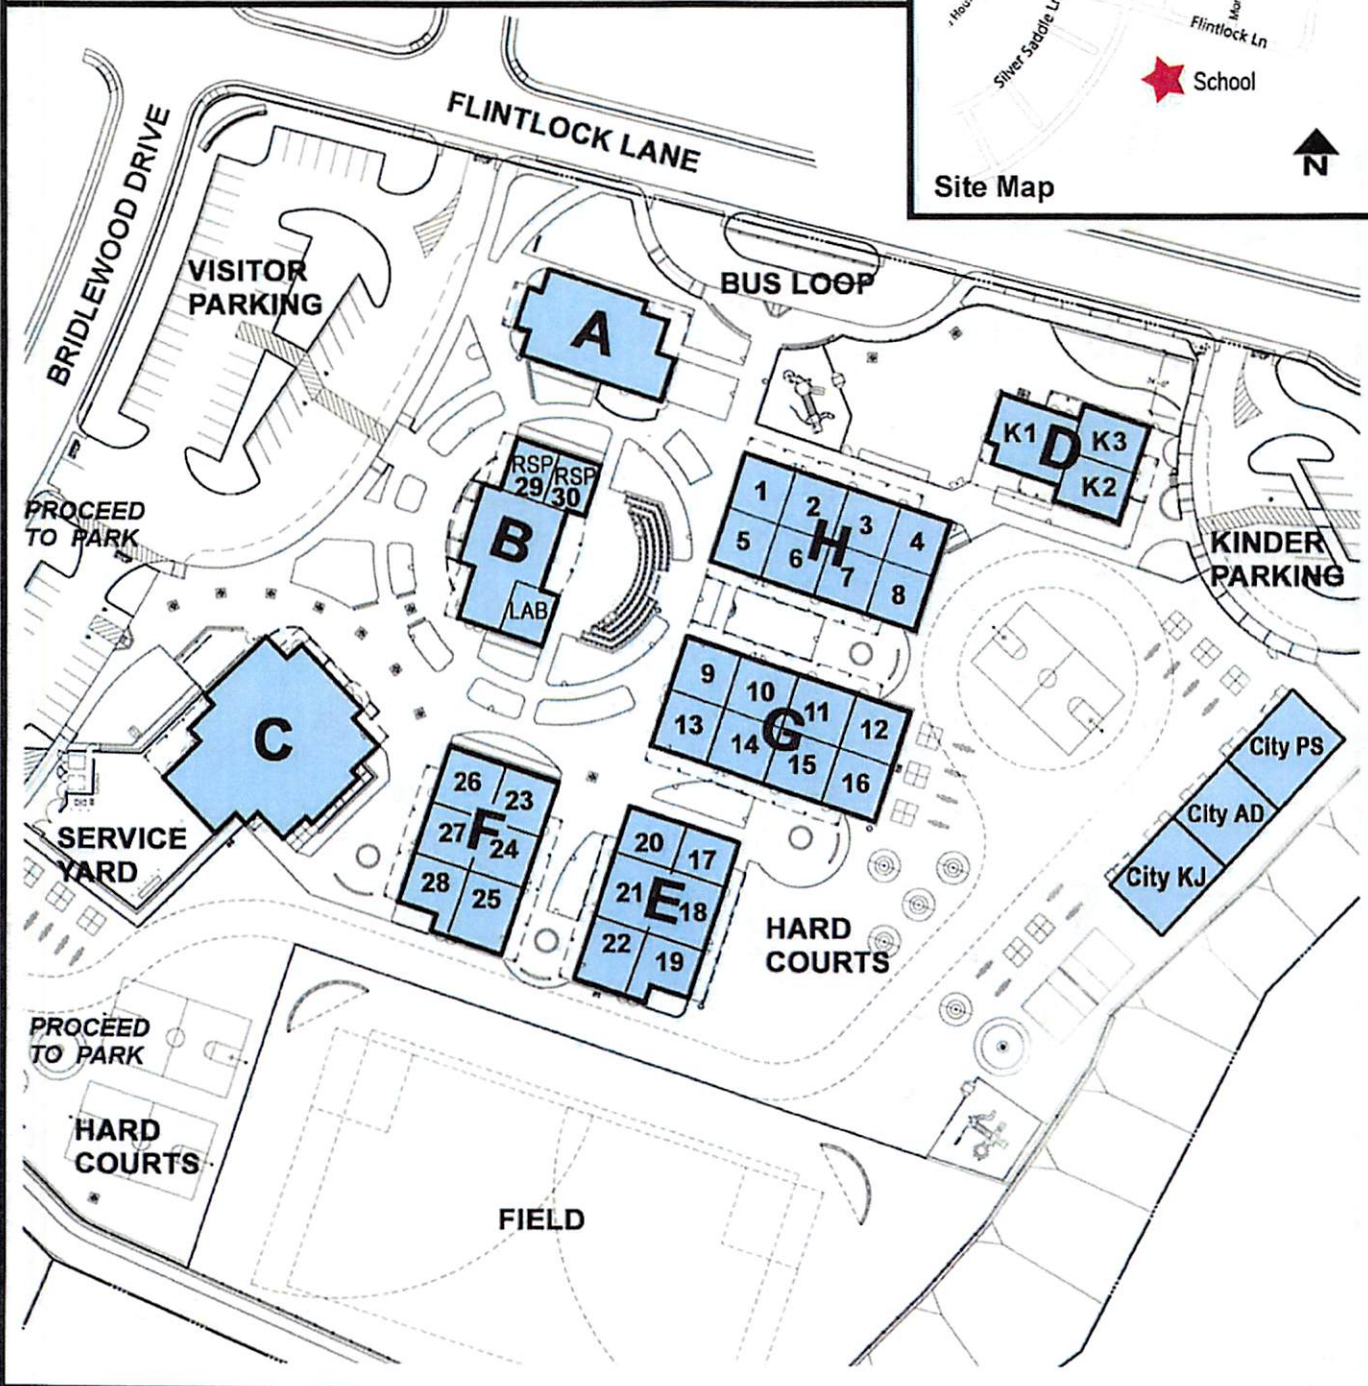 Silver Saddle Ln
Flintlock Ln
School
N
Site Map
FLINTLOCK LANE
BRIDLEWOOD DRIVE
VISITOR
PARKING
BUS LOOP
A
K1
D
K3
K2
RSP
29
RSP
30
B
LAB
1
2
3
4
H
5
6
7
8
PROCEED
TO PARK
KINDER
PARKING
9
10
11
12
G
13
14
15
16
C
City PS
City AD
City KJ
26
23
27
F
24
28
25
20
17
21
E
18
22
19
SERVICE
YARD
HARD
COURTS
PROCEED
TO PARK
HARD
COURTS
FIELD